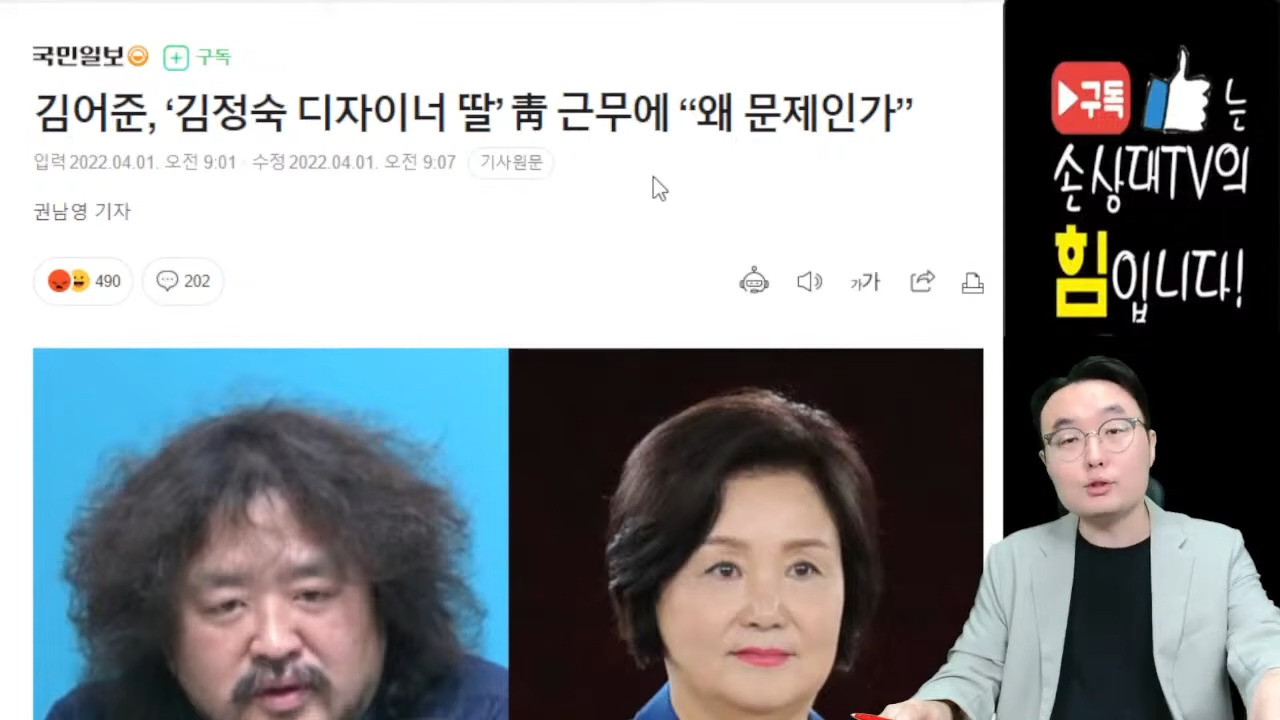 국민일보 구독
김어준, ‘김정숙 디자이너 딸’ 靑 근무에 “왜 문제인가”
입력 2022.04.01. 오전 9:01 · 수정 2022.04.01. 오전 9:07 기사원문
권남영 기자
490 202
가가
구독 는
손상대TV의
힘입니다!